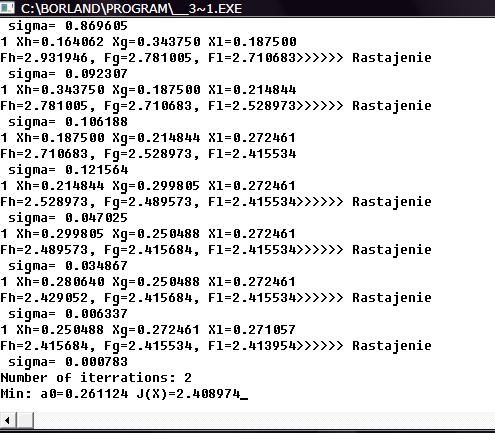 C:\BORLAND\PROGRAM\__3~1.EXE
sigma= 0.869605
1 Xh=0.164062 Xg=0.343750 Xl=0.187500
Fh=2.931946, Fg=2.781005, Fl=2.710683>>>>>> Rastajenie
sigma= 0.092307
1 Xh=0.343750 Xg=0.187500 Xl=0.214844
Fh=2.781005, Fg=2.710683, Fl=2.528973>>>>>> Rastajenie
sigma= 0.106188
1 Xh=0.187500 Xg=0.214844 Xl=0.272461
Fh=2.710683, Fg=2.528973, Fl=2.415534
sigma= 0.121564
1 Xh=0.214844 Xg=0.299805 Xl=0.272461
Fh=2.528973, Fg=2.489573, Fl=2.415534>>>>>> Rastajenie
sigma= 0.047025
1 Xh=0.299805 Xg=0.250488 Xl=0.272461
Fh=2.489573, Fg=2.415684, Fl=2.415534>>>>>> Rastajenie
sigma= 0.034867
1 Xh=0.280640 Xg=0.250488 Xl=0.272461
Fh=2.429052, Fg=2.415684, Fl=2.415534>>>>>> Rastajenie
sigma= 0.006337
1 Xh=0.250488 Xg=0.272461 Xl=0.271057
Fh=2.415684, Fg=2.415534, Fl=2.413954>>>>>> Rastajenie
sigma= 0.000783
Number of iterrations: 2
Min: a0=0.261124 J(X)=2.408974_